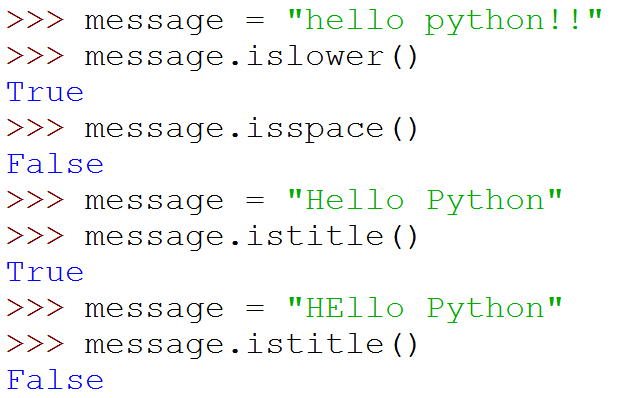 >>> message = "hello python!!"
>>> message.islower()
True
>>> message.isspace()
False
>>> message = "Hello Python"
>>> message.istitle()
True
>>> message = "HEllo Python"
>>> message.istitle()
False